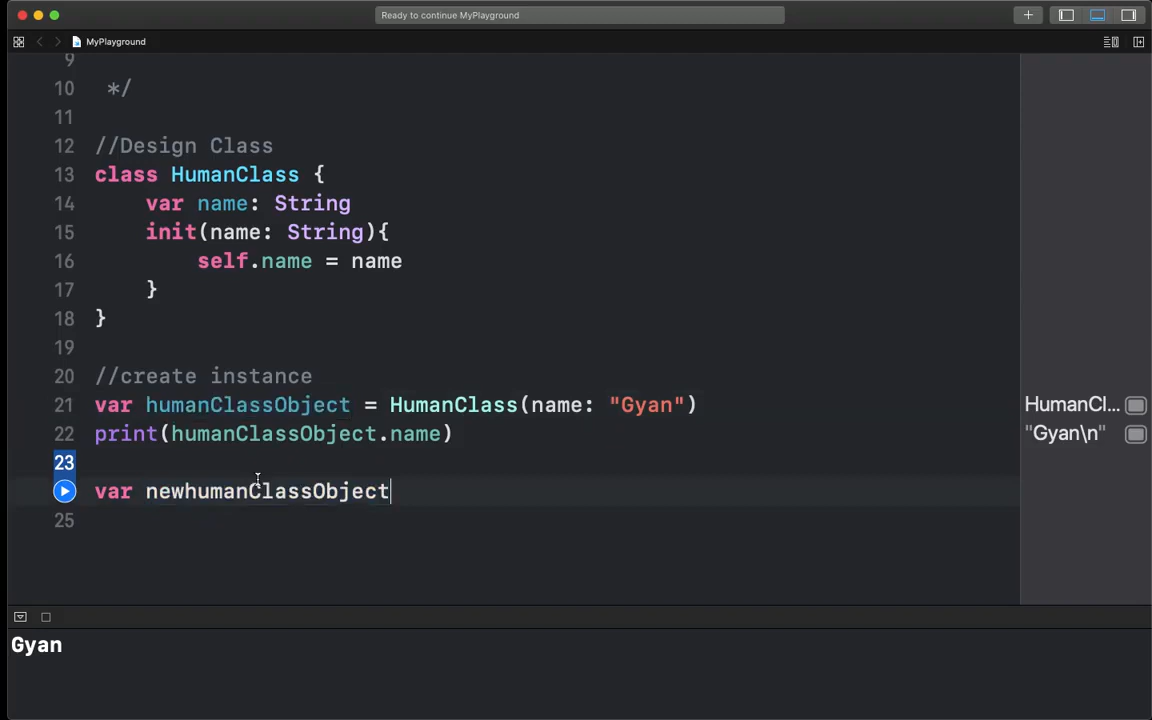 Ready to continue MyPlayground
MyPlayground
9
10 */
11
12 //Design Class
13 class HumanClass {
14 var name: String
15 init(name: String){
16 self.name = name
17 }
18 }
19
20 //create instance
21 var humanClassObject = HumanClass(name: "Gyan") HumanCl...
22 print(humanClassObject.name) "Gyan\n"
23
var newhumanClassObject
25
Gyan